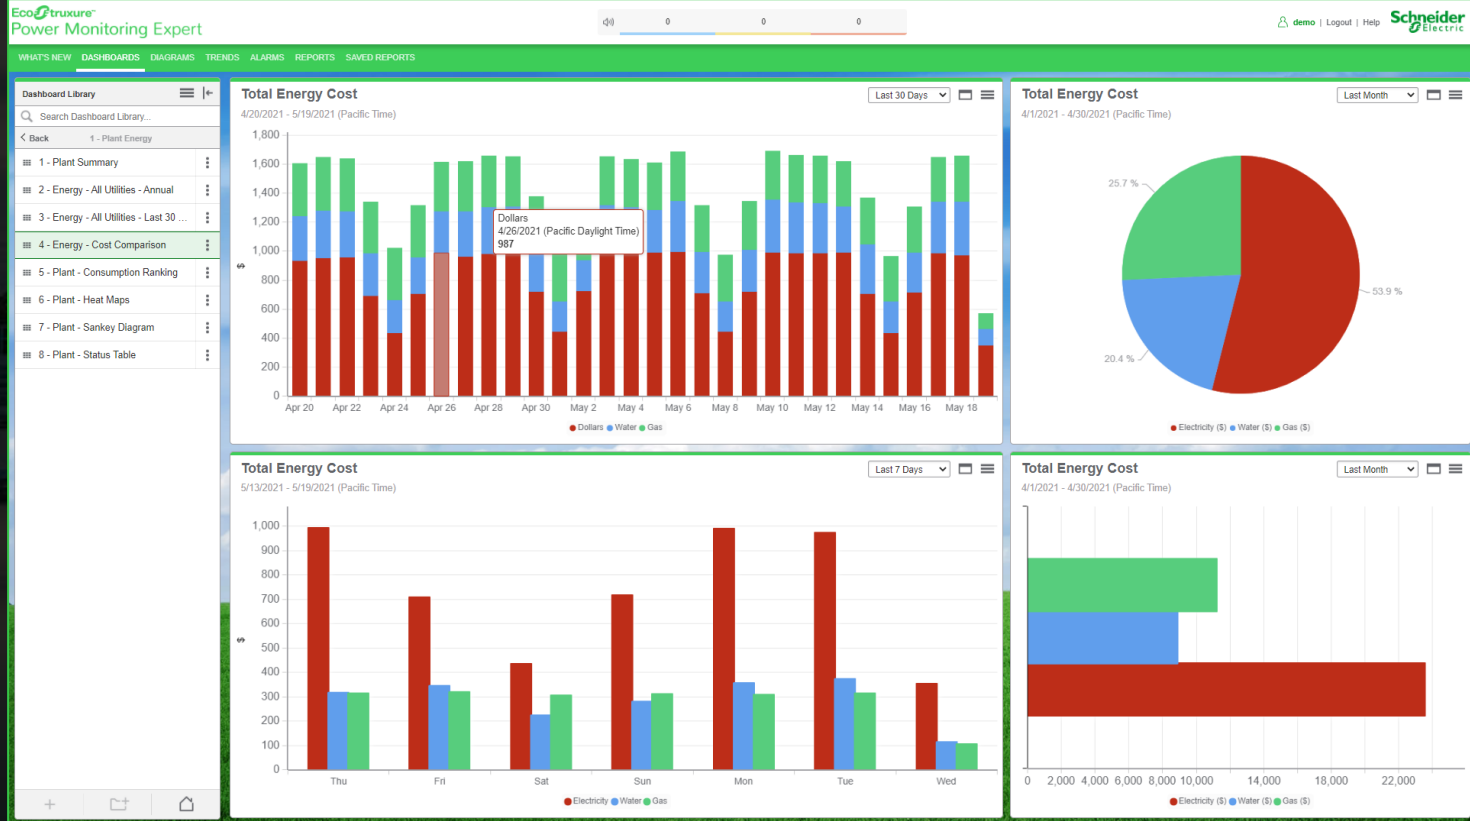 EcoStruxure™
Power Monitoring Expert
0 0 0
demo | Logout | Help
Schneider
Electric
WHAT'S NEW DASHBOARDS DIAGRAMS TRENDS ALARMS REPORTS SAVED REPORTS
Dashboard Library
Search Dashboard Library...
Back 1 - Plant Energy
1 - Plant Summary
2 - Energy - All Utilities - Annual
3 - Energy - All Utilities - Last 30 ...
4 - Energy - Cost Comparison
5 - Plant - Consumption Ranking
6 - Plant - Heat Maps
7 - Plant - Sankey Diagram
8 - Plant - Status Table
Total Energy Cost
Last 30 Days
4/20/2021 - 5/19/2021 (Pacific Time)
1,800
1,600
1,400
1,200
1,000
800
600
400
200
0
$
Dollars
4/26/2021 (Pacific Daylight Time)
987
Apr 20 Apr 22 Apr 24 Apr 26 Apr 28 Apr 30 May 2 May 4 May 6 May 8 May 10 May 12 May 14 May 16 May 18
Dollars Water Gas
Total Energy Cost
Last Month
4/1/2021 - 4/30/2021 (Pacific Time)
25.7 %
53.9 %
20.4 %
Electricity ($) Water ($) Gas ($)
Total Energy Cost
Last 7 Days
5/13/2021 - 5/19/2021 (Pacific Time)
1,000
900
800
700
600
500
400
300
200
100
0
$
Thu Fri Sat Sun Mon Tue Wed
Electricity Water Gas
Total Energy Cost
Last Month
4/1/2021 - 4/30/2021 (Pacific Time)
0 2,000 4,000 6,000 8,000 10,000 14,000 18,000 22,000
Electricity ($) Water ($) Gas ($)